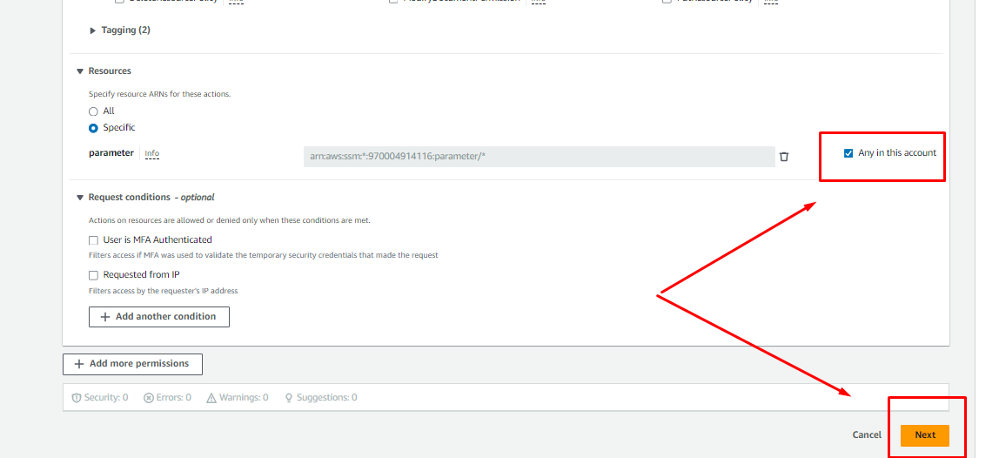 Info
Info
Info
Tagging (2)
Resources
Specify resource ARNs for these actions.
All
Specific
parameter Info arn:aws:ssm:*:970004914116:parameter/* Any in this account
Request conditions - optional
Actions on resources are allowed or denied only when these conditions are met.
User is MFA Authenticated
Filters access if MFA was used to validate the temporary security credentials that made the request
Requested from IP
Filters access by the requester's IP address
Add another condition
Add more permissions
Security: 0 Errors: 0 Warnings: 0 Suggestions: 0
Cancel Next